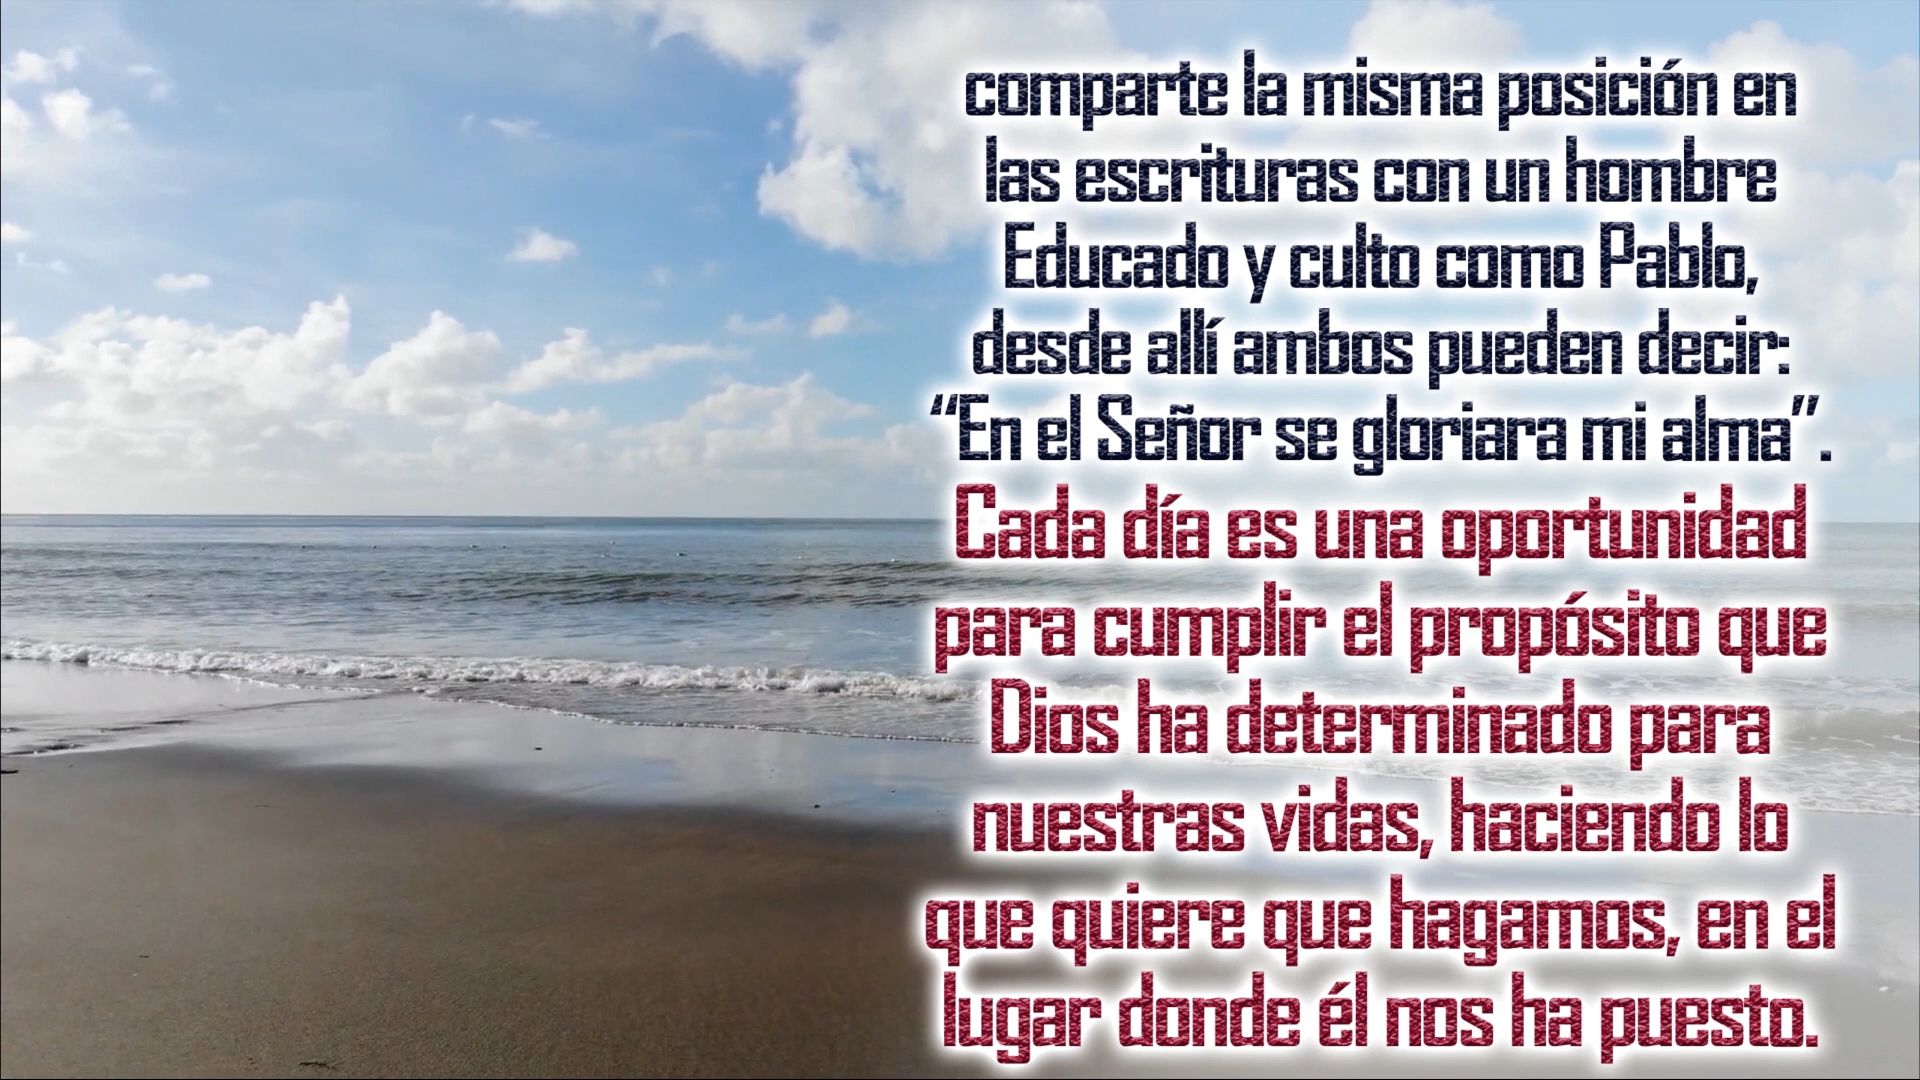 comparte la misma posición en
las escrituras con un hombre
Educado y culto como Pablo,
desde allí ambos pueden decir:
“En el Señor se gloriara mi alma”.
Cada día es una oportunidad
para cumplir el propósito que
Dios ha determinado para
nuestras vidas, haciendo lo
que quiere que hagamos, en el
lugar donde él nos ha puesto.